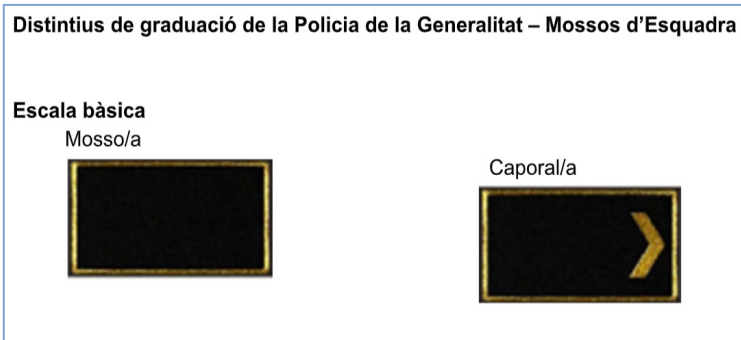 Distintius de graduació de la Policia de la Generalitat – Mossos d’Esquadra
Escala bàsica
Mosso/a
Caporal/a